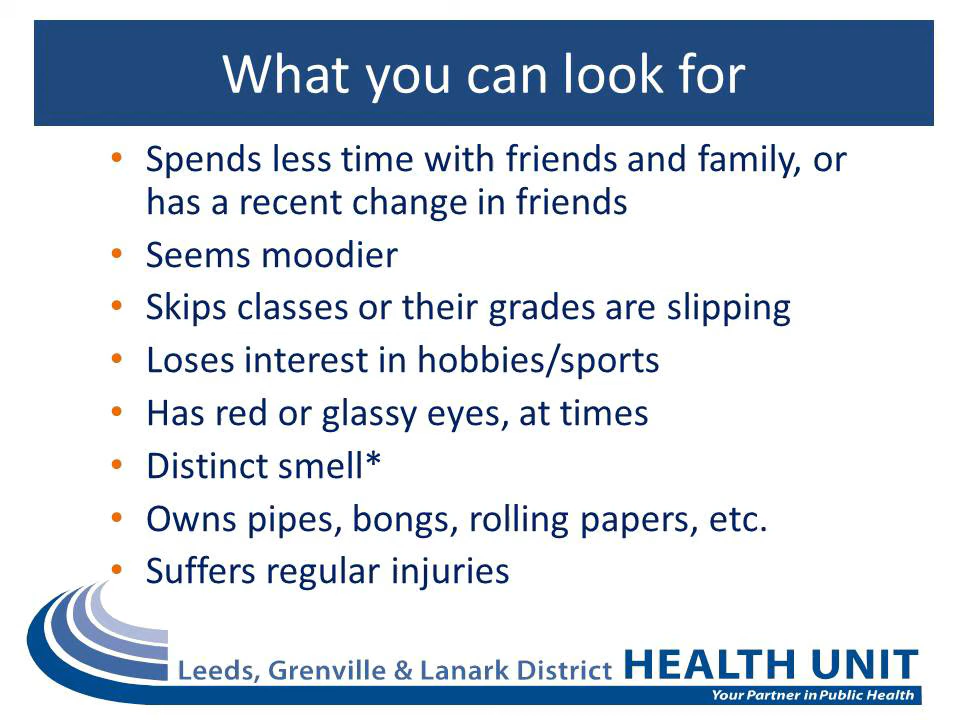 What you can look for
• Spends less time with friends and family, or
has a recent change in friends
• Seems moodier
• Skips classes or their grades are slipping
• Loses interest in hobbies/sports
• Has red or glassy eyes, at times
• Distinct smell*
• Owns pipes, bongs, rolling papers, etc.
• Suffers regular injuries
Leeds, Grenville & Lanark District HEALTH UNIT
Your Partner in Public Health